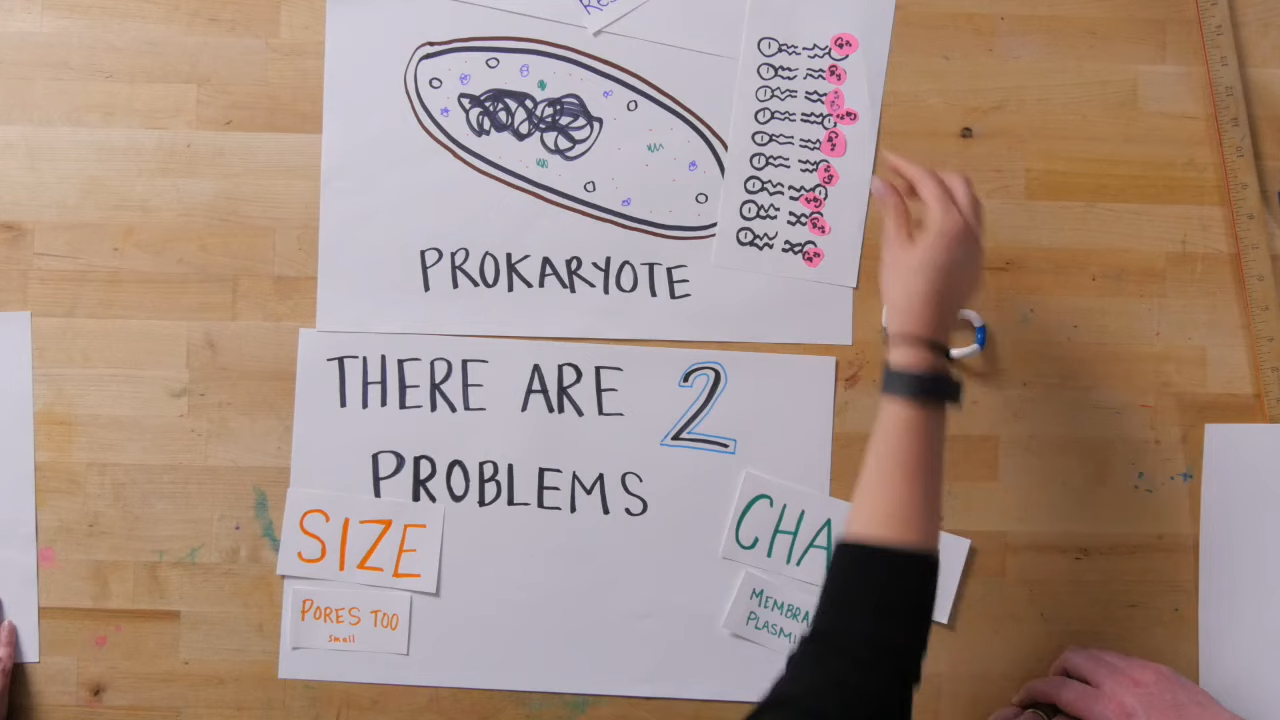 PROKARYOTE
THERE ARE 2
PROBLEMS
SIZE
CHA
PORES TOO
small
MEMBRA
PLASMI